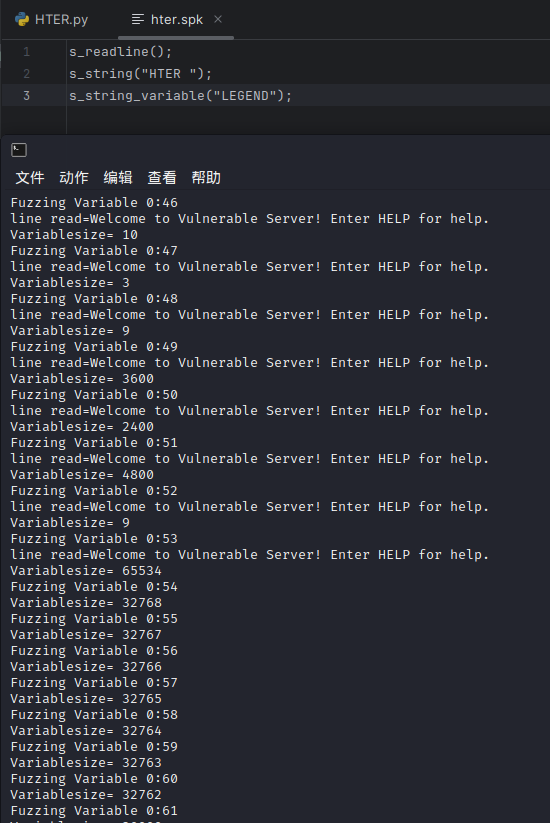 HTER.py hter.spk ×
1 s_readline();
2 s_string("HTER ");
3 s_string_variable("LEGEND");
文件 动作 编辑 查看 帮助
Fuzzing Variable 0:46
line read=Welcome to Vulnerable Server! Enter HELP for help.
Variablesize= 10
Fuzzing Variable 0:47
line read=Welcome to Vulnerable Server! Enter HELP for help.
Variablesize= 3
Fuzzing Variable 0:48
line read=Welcome to Vulnerable Server! Enter HELP for help.
Variablesize= 9
Fuzzing Variable 0:49
line read=Welcome to Vulnerable Server! Enter HELP for help.
Variablesize= 3600
Fuzzing Variable 0:50
line read=Welcome to Vulnerable Server! Enter HELP for help.
Variablesize= 2400
Fuzzing Variable 0:51
line read=Welcome to Vulnerable Server! Enter HELP for help.
Variablesize= 4800
Fuzzing Variable 0:52
line read=Welcome to Vulnerable Server! Enter HELP for help.
Variablesize= 9
Fuzzing Variable 0:53
line read=Welcome to Vulnerable Server! Enter HELP for help.
Variablesize= 65534
Fuzzing Variable 0:54
Variablesize= 32768
Fuzzing Variable 0:55
Variablesize= 32767
Fuzzing Variable 0:56
Variablesize= 32766
Fuzzing Variable 0:57
Variablesize= 32765
Fuzzing Variable 0:58
Variablesize= 32764
Fuzzing Variable 0:59
Variablesize= 32763
Fuzzing Variable 0:60
Variablesize= 32762
Fuzzing Variable 0:61